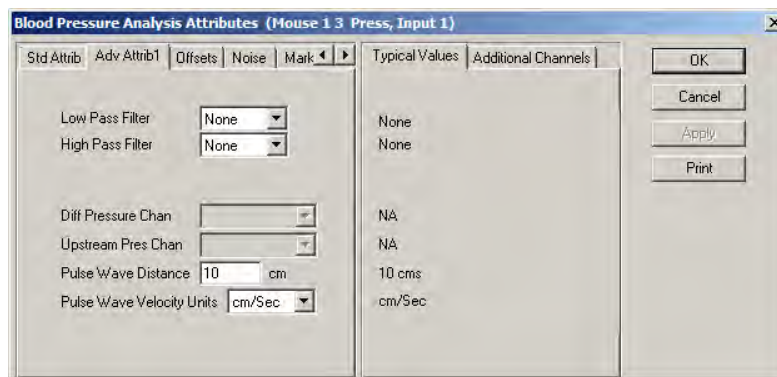 Blood Pressure Analysis Attributes (Mouse 1 3 Press, Input 1)
Std Attrib Adv Attrib1 Offsets Noise Mark
Typical Values Additional Channels
OK
Cancel
Apply
Print
Low Pass Filter None None
High Pass Filter None None
Diff Pressure Chan NA
Upstream Pres Chan NA
Pulse Wave Distance 10 cm 10 cms
Pulse Wave Velocity Units cm/Sec cm/Sec